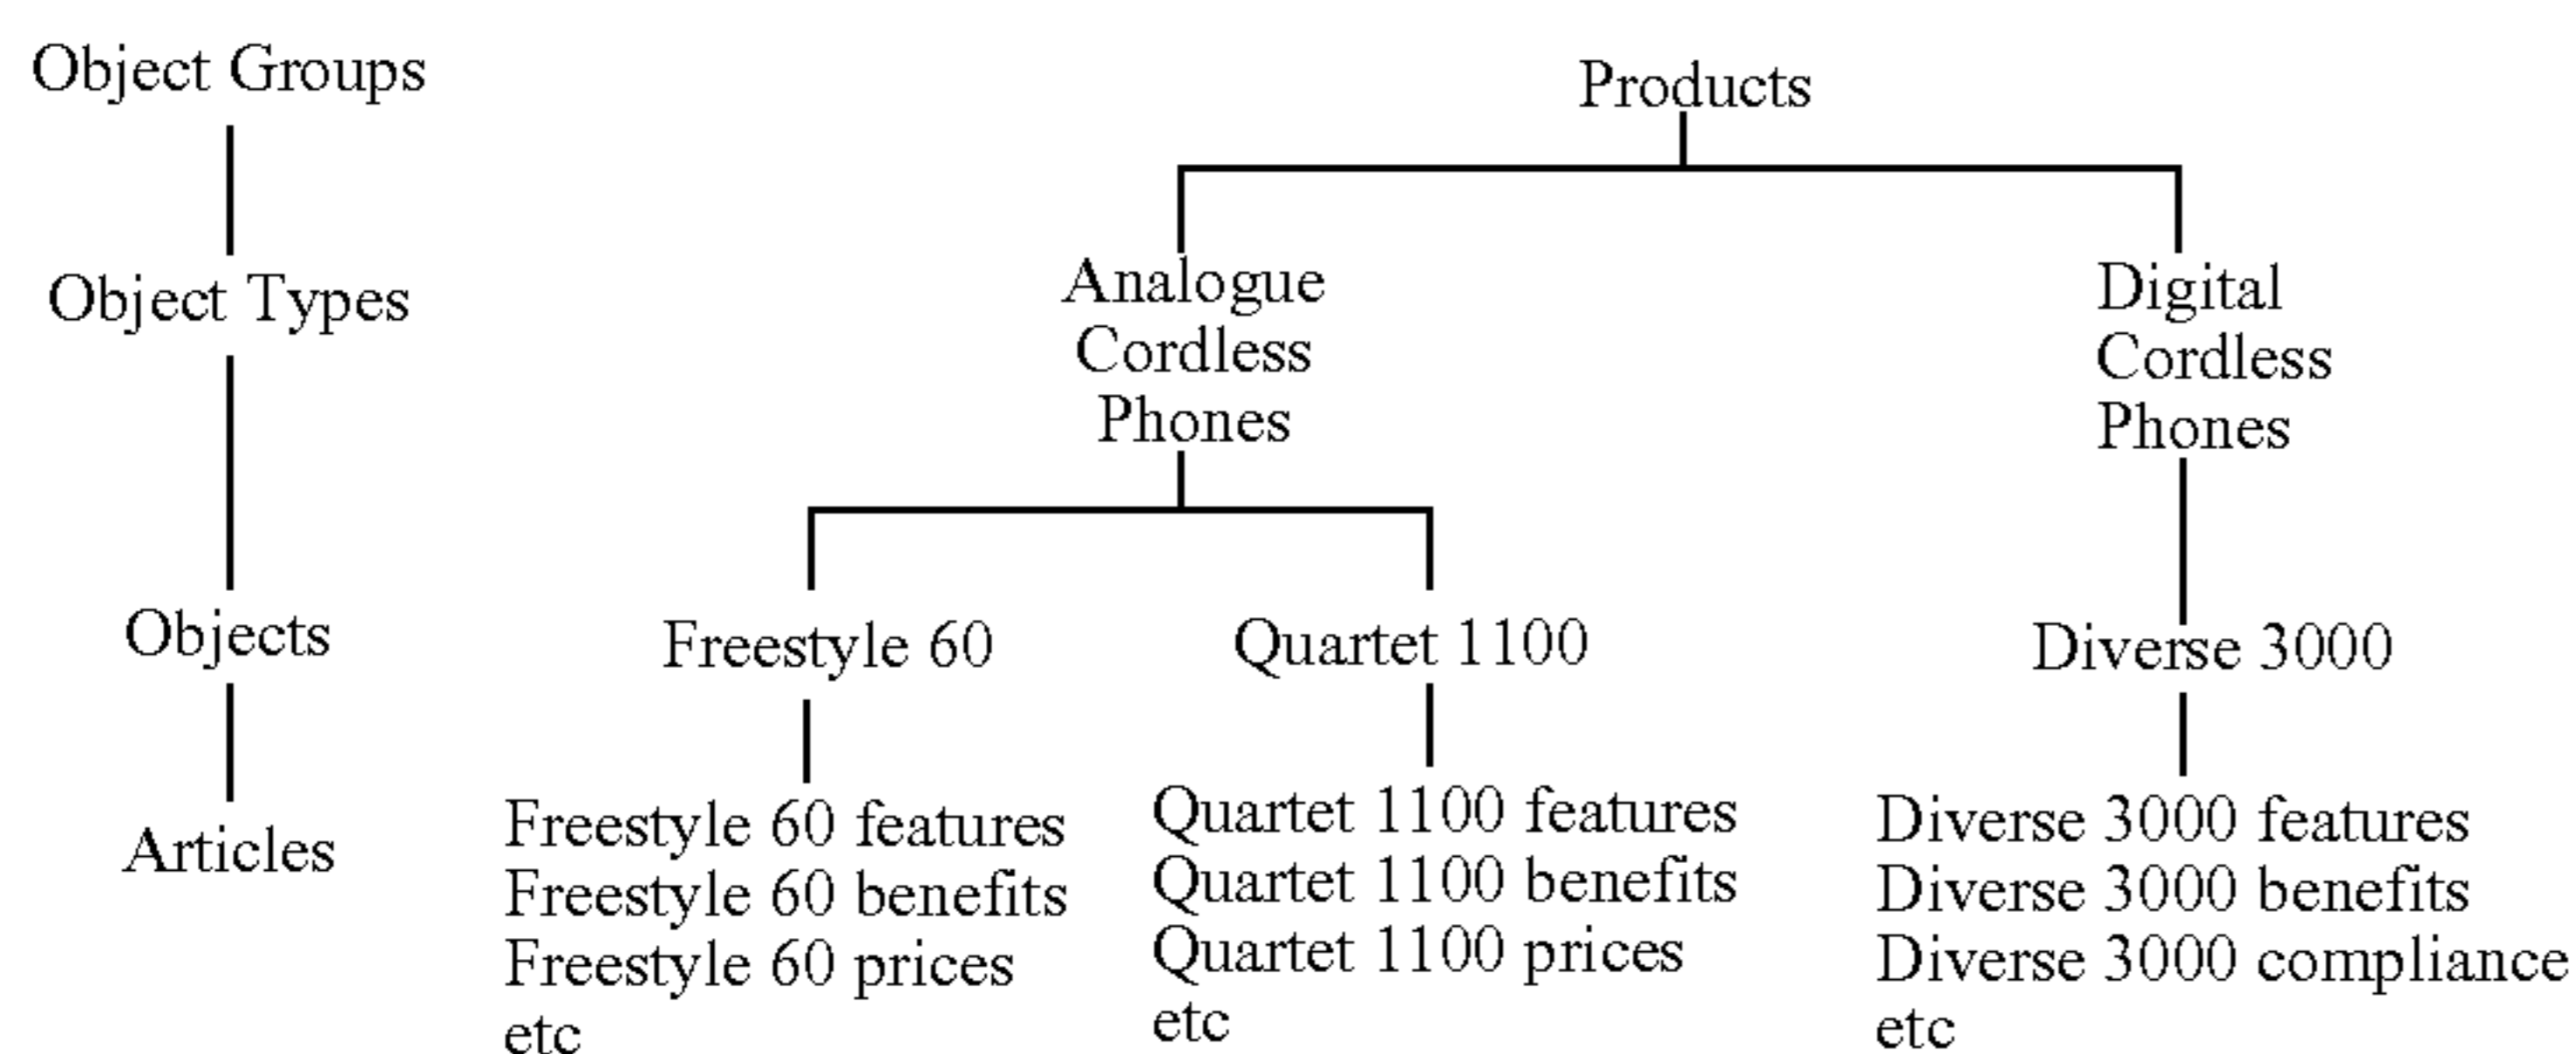 Object Groups
Products
Object Types
Analogue
Cordless
Phones
Digital
Cordless
Phones
Objects
Freestyle 60
Quartet 1100
Diverse 3000
Articles
Freestyle 60 features
Freestyle 60 benefits
Freestyle 60 prices
etc
Quartet 1100 features
Quartet 1100 benefits
Quartet 1100 prices
etc
Diverse 3000 features
Diverse 3000 benefits
Diverse 3000 compliance
etc